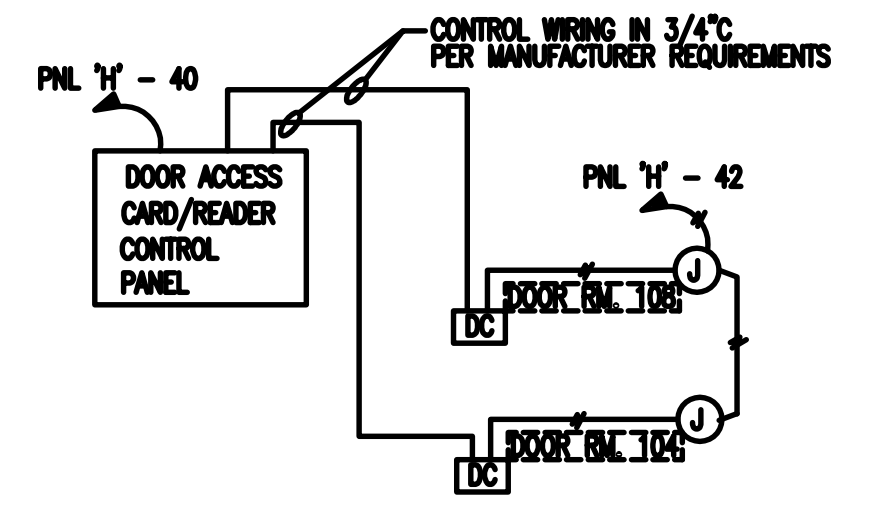 CONTROL WIRING IN 3/4"C
PER MANUFACTURER REQUIREMENTS
PNL 'H' - 40
DOOR ACCESS
CARD/READER
CONTROL
PANEL
PNL 'H' - 42
J
DOOR RM. 108
DC
J
DOOR RM. 104
DC